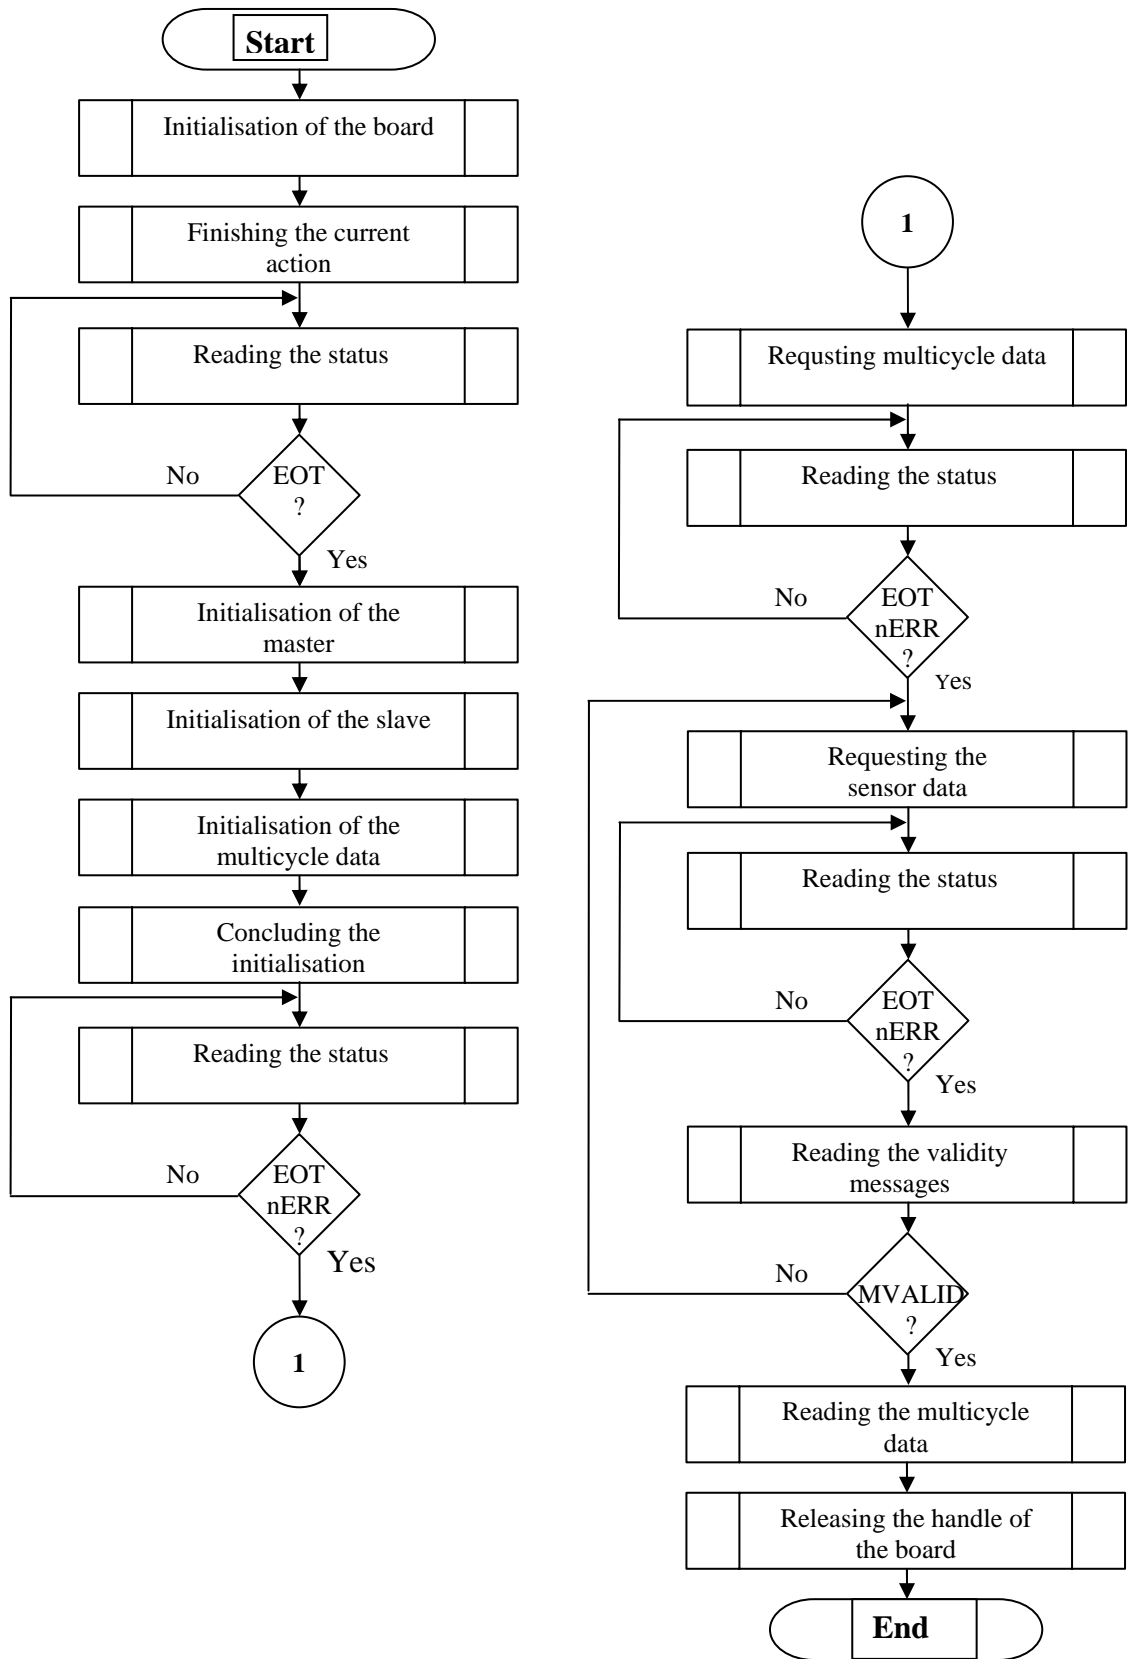 Start
Initialisation of the board
Finishing the current
action
Reading the status
No
EOT
?
Yes
Initialisation of the
master
Initialisation of the slave
Initialisation of the
multicycle data
Concluding the
initialisation
Reading the status
No
EOT
nERR
?
Yes
1
1
Requsting multicycle data
Reading the status
No
EOT
nERR
?
Yes
Requesting the
sensor data
Reading the status
No
EOT
nERR
?
Yes
Reading the validity
messages
No
MVALID
?
Yes
Reading the multicycle
data
Releasing the handle of
the board
End